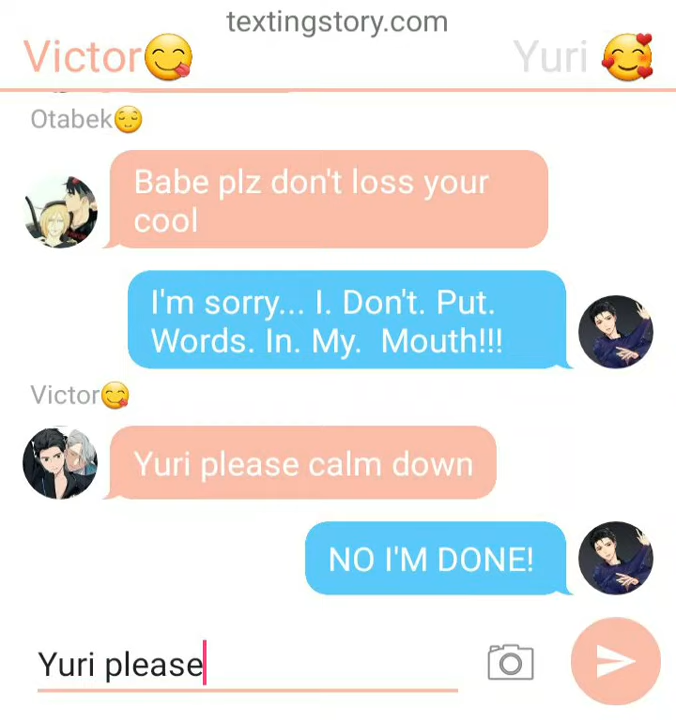 textingstory.com
Victor😋 Yuri 🥰
Otabek😌
Babe plz don't loss your
cool
I'm sorry... I. Don't. Put.
Words. In. My. Mouth!!!
Victor😋
Yuri please calm down
NO I'M DONE!
Yuri please